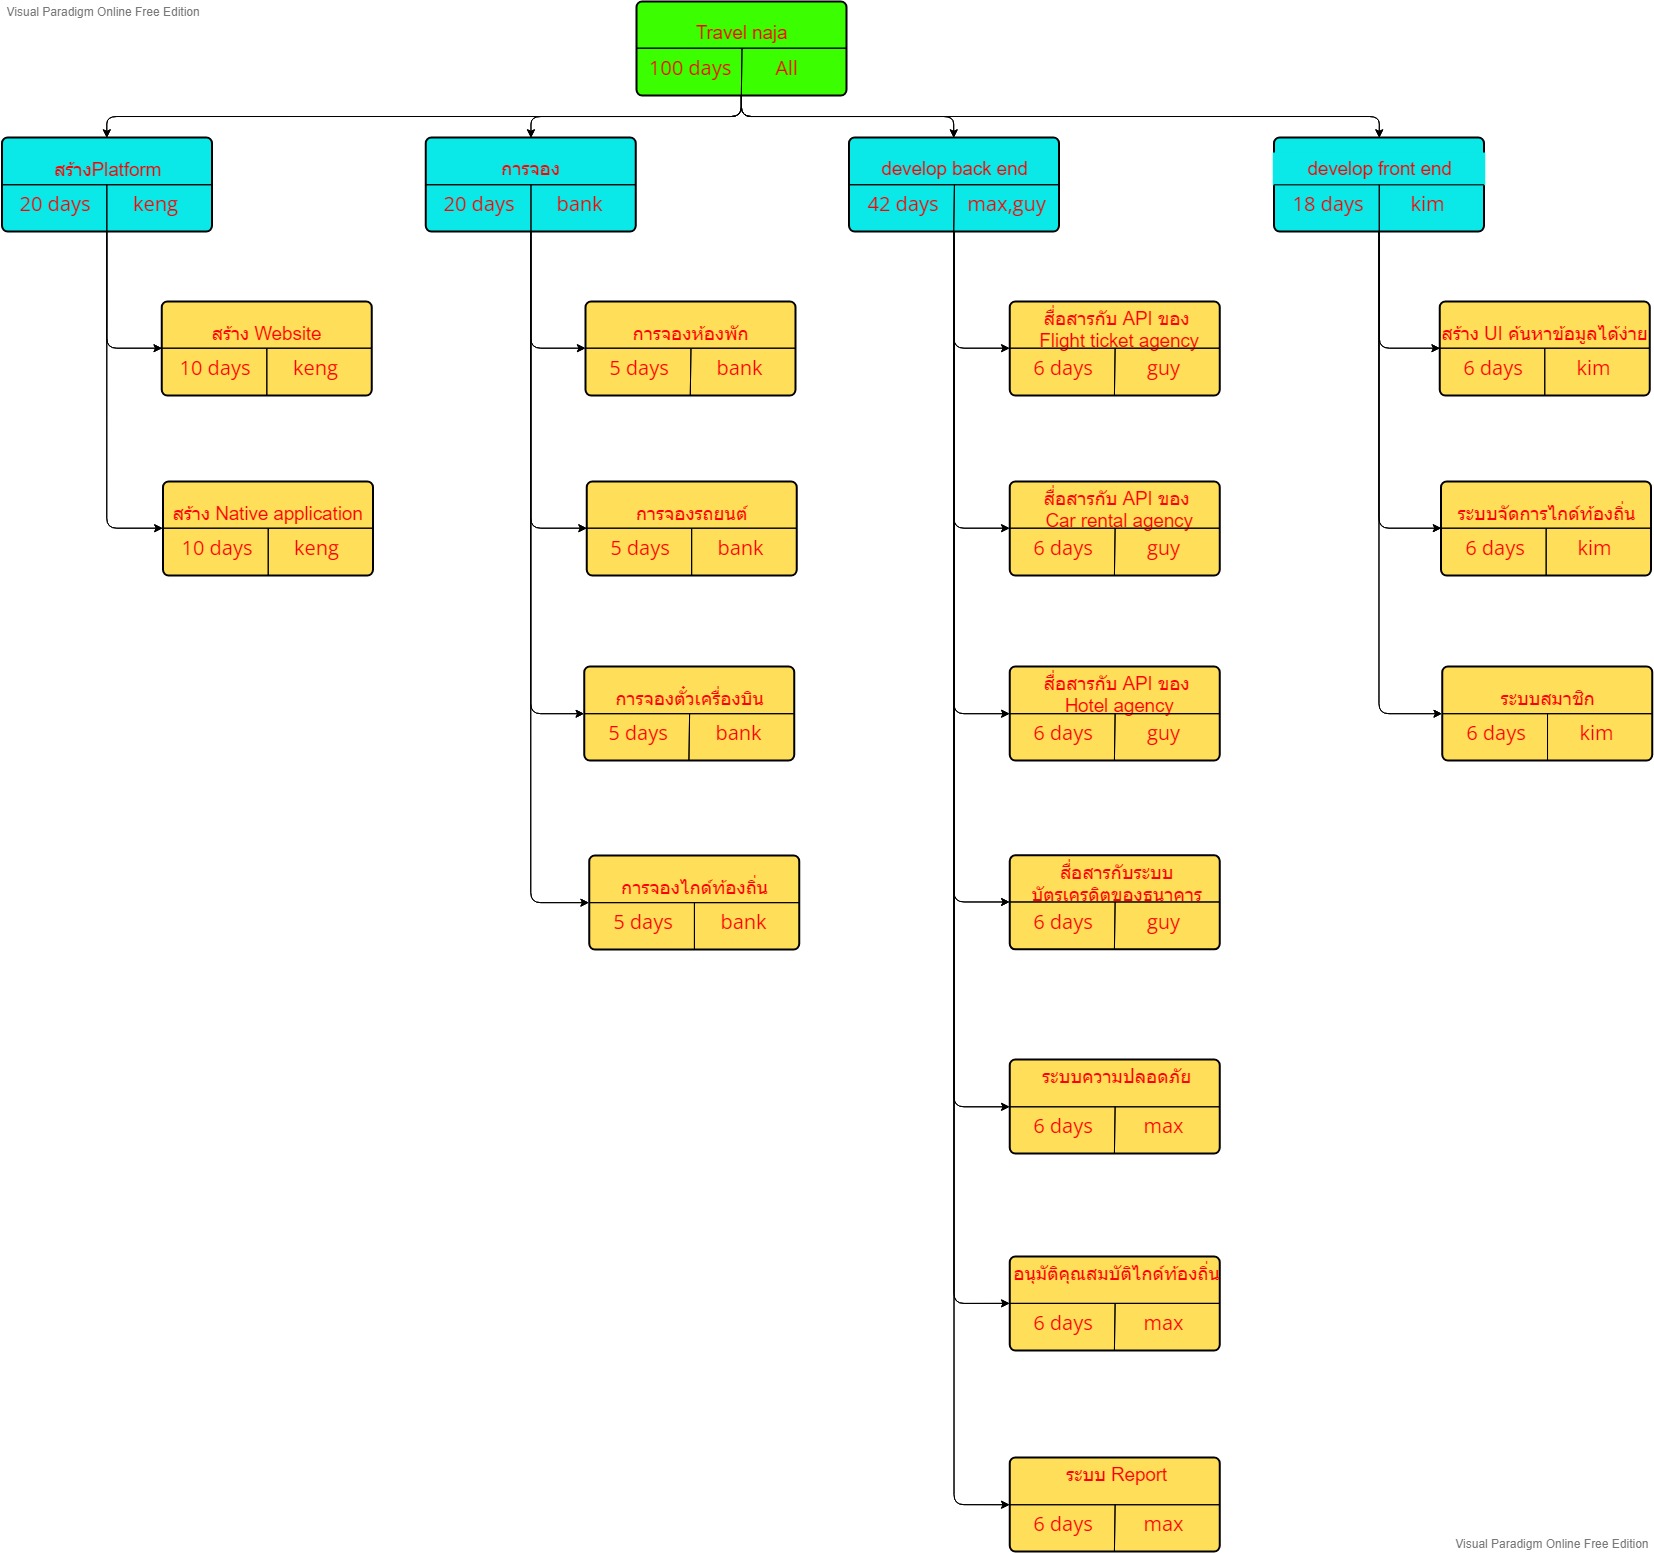 Visual Paradigm Online Free Edition
Travel naja
100 days All
สร้างPlatform
20 days keng
การจอง
20 days bank
develop back end
42 days max,guy
develop front end
18 days kim
สร้าง Website
10 days keng
การจองห้องพัก
5 days bank
สื่อสารกับ API ของ
Flight ticket agency
6 days guy
สร้าง UI ค้นหาข้อมูลได้ง่าย
6 days kim
สร้าง Native application
10 days keng
การจองรถยนต์
5 days bank
สื่อสารกับ API ของ
Car rental agency
6 days guy
ระบบจัดการไกด์ท้องถิ่น
6 days kim
การจองตั๋วเครื่องบิน
5 days bank
สื่อสารกับ API ของ
Hotel agency
6 days guy
ระบบสมาชิก
6 days kim
การจองไกด์ท้องถิ่น
5 days bank
สื่อสารกับระบบ
บัตรเครดิตของธนาคาร
6 days guy
ระบบความปลอดภัย
6 days max
อนุมัติคุณสมบัติไกด์ท้องถิ่น
6 days max
ระบบ Report
6 days max
Visual Paradigm Online Free Edition